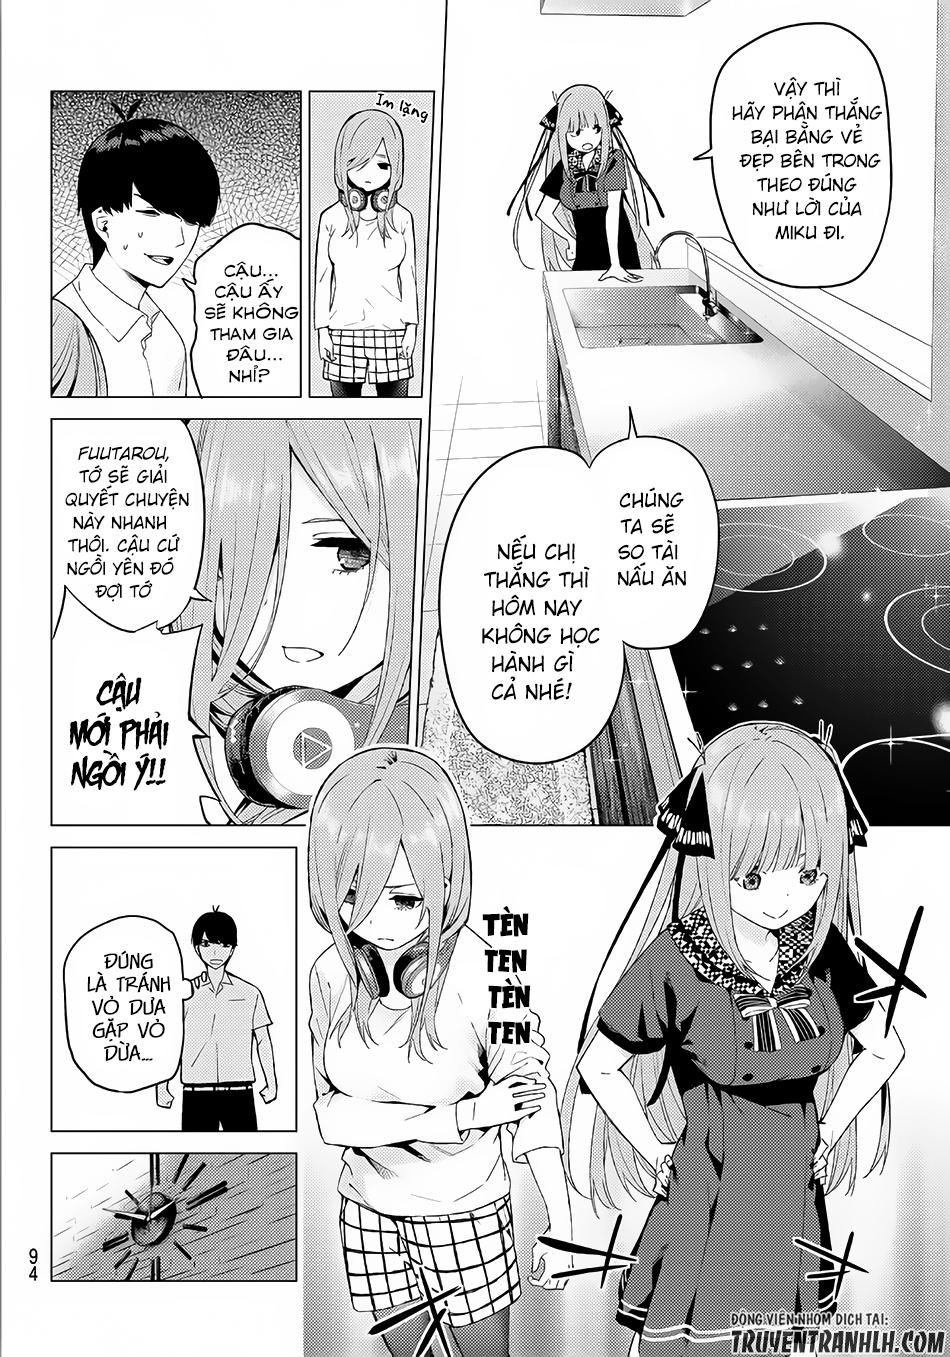 VẬY THÌ
HÃY PHÂN THẮNG
BẠI BẰNG VẺ
ĐẸP BÊN TRONG
THEO ĐÚNG
NHƯ LỜI CỦA
MIKU ĐI.
CHÚNG
TA SẼ
SO TÀI
NẤU ĂN
NẾU CHỊ
THẮNG THÌ
HÔM NAY
KHÔNG HỌC
HÀNH GÌ
CẢ NHÉ!
Im lặng
CẬU...
CẬU ẤY
SẼ KHÔNG
THAM GIA
ĐÂU...
NHỈ?
FUUTAROU,
TỚ SẼ GIẢI
QUYẾT CHUYỆN
NÀY NHANH
THÔI. CẬU CỨ
NGỒI YÊN ĐÓ
ĐỢI TỚ
CẬU
MỚI PHẢI
NGỒI Ý!!
TÈN
TEN
TÈN
TEN
ĐÚNG
LÀ TRÁNH
VỎ DƯA
GẶP VỎ
DỪA...
94
ĐỘNG VIÊN NHÓM DỊCH TẠI:
TRUYENTRANHLH.COM